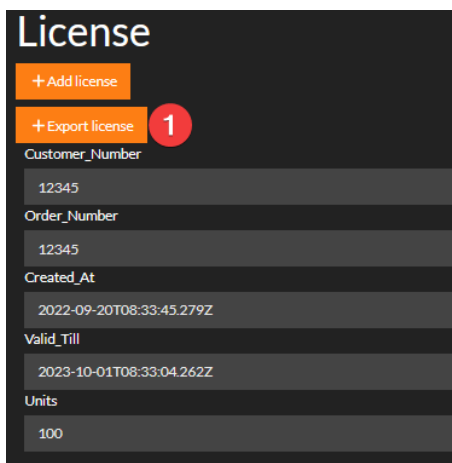 License
+ Add license
+ Export license 1
Customer_Number
12345
Order_Number
12345
Created_At
2022-09-20T08:33:45.279Z
Valid_Till
2023-10-01T08:33:04.262Z
Units
100